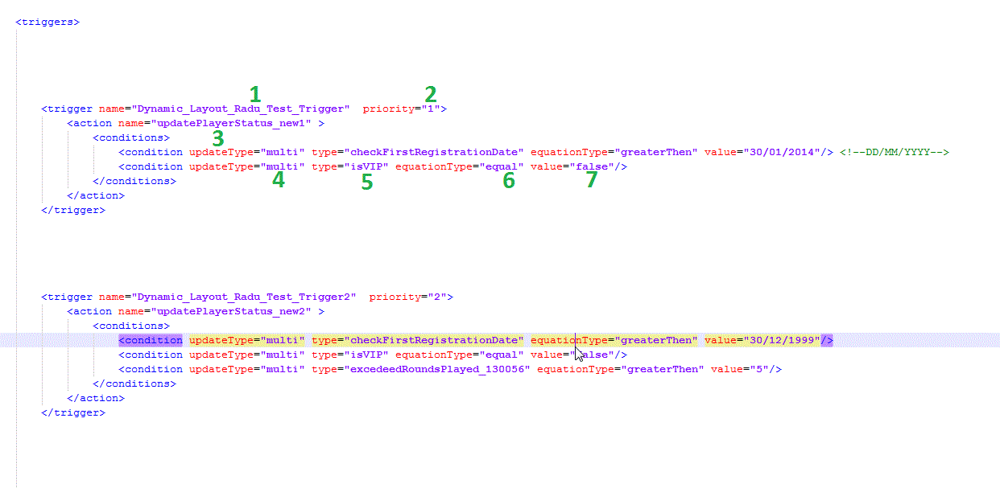 <triggers>
1 2
<trigger name="Dynamic_Layout_Radu_Test_Trigger" priority="1">
<action name="updatePlayerStatus_new1" >
<conditions>
3
<condition updateType="multi" type="checkFirstRegistrationDate" equationType="greaterThen" value="30/01/2014"/> <!--DD/MM/YYYY-->
<condition updateType="multi" type="isVIP" equationType="equal" value="false"/>
4 5 6 7
</conditions>
</action>
</trigger>
<trigger name="Dynamic_Layout_Radu_Test_Trigger2" priority="2">
<action name="updatePlayerStatus_new2" >
<conditions>
<condition updateType="multi" type="checkFirstRegistrationDate" equationType="greaterThen" value="30/12/1999"/>
<condition updateType="multi" type="isVIP" equationType="equal" value="false"/>
<condition updateType="multi" type="excedeedRoundsPlayed_130056" equationType="greaterThen" value="5"/>
</conditions>
</action>
</trigger>